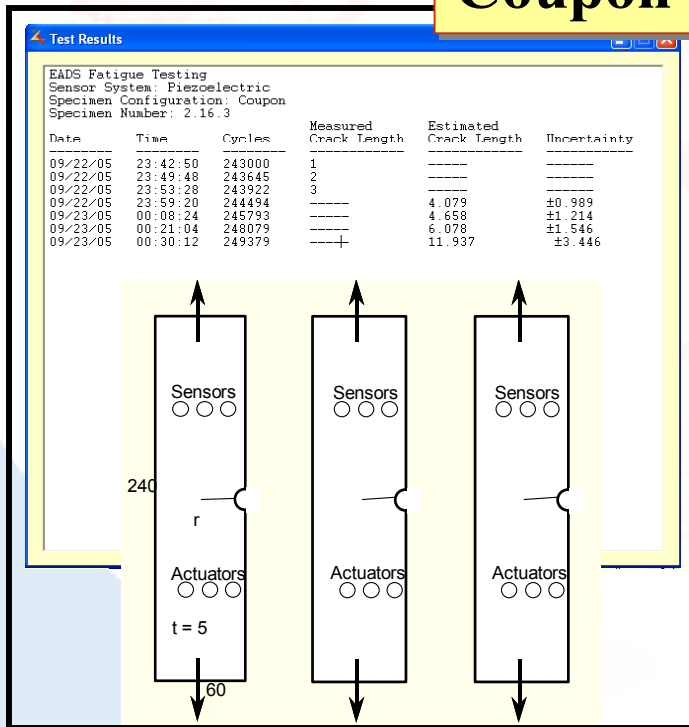 Coupon
Test Results
EADS Fatigue Testing
Sensor System: Piezoelectric
Specimen Configuration: Coupon
Specimen Number: 2.16.3
Measured Estimated
Date Time Cycles Crack Length Crack Length Uncertainty
-------- -------- -------- ------------ ------------ -----------
09/22/05 23:42:50 243000 1 ----- ------
09/22/05 23:49:48 243645 2 ----- ------
09/22/05 23:53:28 243922 3 ----- ------
09/22/05 23:59:20 244494 ----- 4.079 ±0.989
09/23/05 00:08:24 245793 ----- 4.658 ±1.214
09/23/05 00:21:04 248079 ----- 6.078 ±1.546
09/23/05 00:30:12 249379 ----- 11.937 ±3.446
Sensors Sensors Sensors
240
r
Actuators Actuators Actuators
t = 5
60